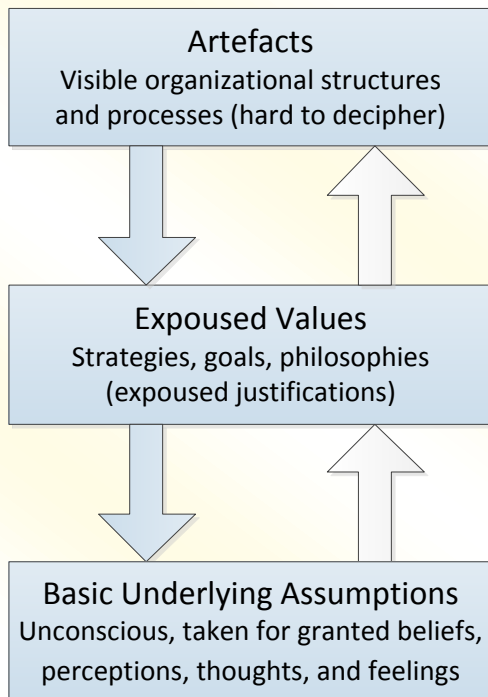 Artefacts
Visible organizational structures
and processes (hard to decipher)
Expoused Values
Strategies, goals, philosophies
(expoused justifications)
Basic Underlying Assumptions
Unconscious, taken for granted beliefs,
perceptions, thoughts, and feelings